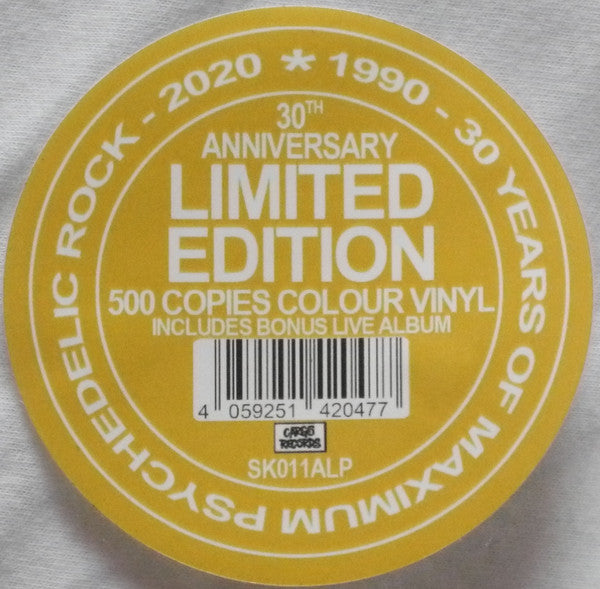 1990 - 30 YEARS OF MAXIMUM PSYCHEDELIC ROCK - 2020 *
30TH
ANNIVERSARY
LIMITED
EDITION
500 COPIES COLOUR VINYL
INCLUDES BONUS LIVE ALBUM
4 059251 420477
CARGO
RECORDS
SK011ALP